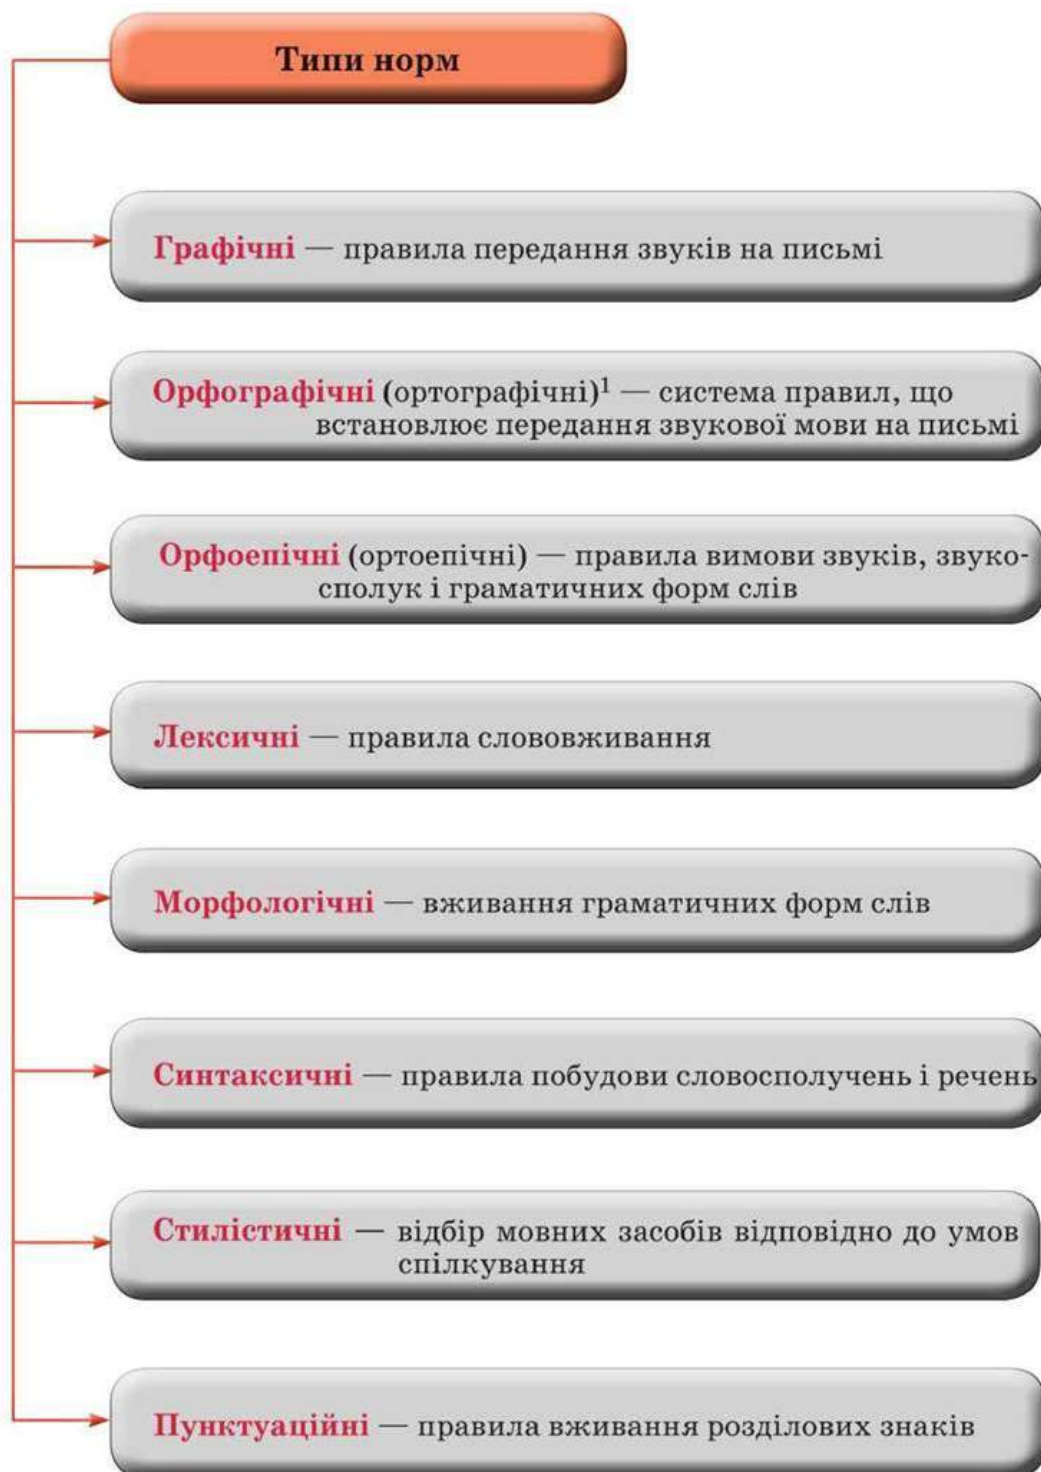 Типи норм
Графічні — правила передання звуків на письмі
Орфографічні (ортографічні)¹ — система правил, що
встановлює передання звукової мови на письмі
Орфоепічні (ортоепічні) — правила вимови звуків, звуко-
сполук і граматичних форм слів
Лексичні — правила слововживання
Морфологічні — вживання граматичних форм слів
Синтаксичні — правила побудови словосполучень і речень
Стилістичні — відбір мовних засобів відповідно до умов
спілкування
Пунктуаційні — правила вживання розділових знаків